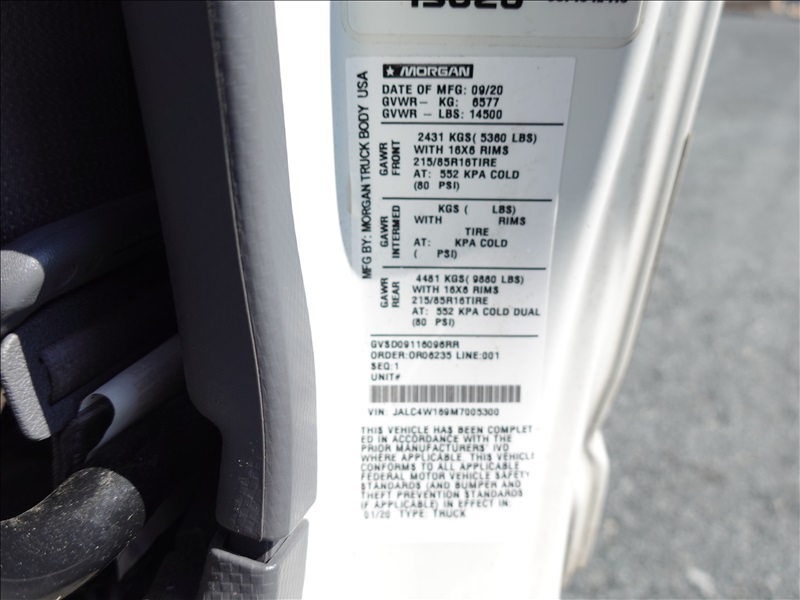 MORGAN
DATE OF MFG: 09/20
GVWR- KG: 6577
GVWR - LBS: 14500
MFG BY: MORGAN TRUCK BODY USA
GAWR FRONT
2431 KGS( 5360 LBS)
WITH 16X6 RIMS
215/85R16TIRE
AT: 552 KPA COLD
(80 PSI)
GAWR INTERMED
KGS ( LBS)
WITH RIMS
TIRE
AT: KPA COLD
( PSI)
GAWR REAR
4481 KGS( 9880 LBS)
WITH 16X6 RIMS
215/85R16TIRE
AT: 552 KPA COLD DUAL
(80 PSI)
GVSD09116096RR
ORDER:OR06235 LINE:001
SEQ:1
UNIT#
VIN: JALC4W169M7005300
THIS VEHICLE HAS BEEN COMPLET-
ED IN ACCORDANCE WITH THE
PRIOR MANUFACTURERS' IVD
WHERE APPLICABLE. THIS VEHICLE
CONFORMS TO ALL APPLICABLE
FEDERAL MOTOR VEHICLE SAFETY
STANDARDS (AND BUMPER AND
THEFT PREVENTION STANDARDS
IF APPLICABLE) IN EFFECT IN.
01/20 TYPE: TRUCK